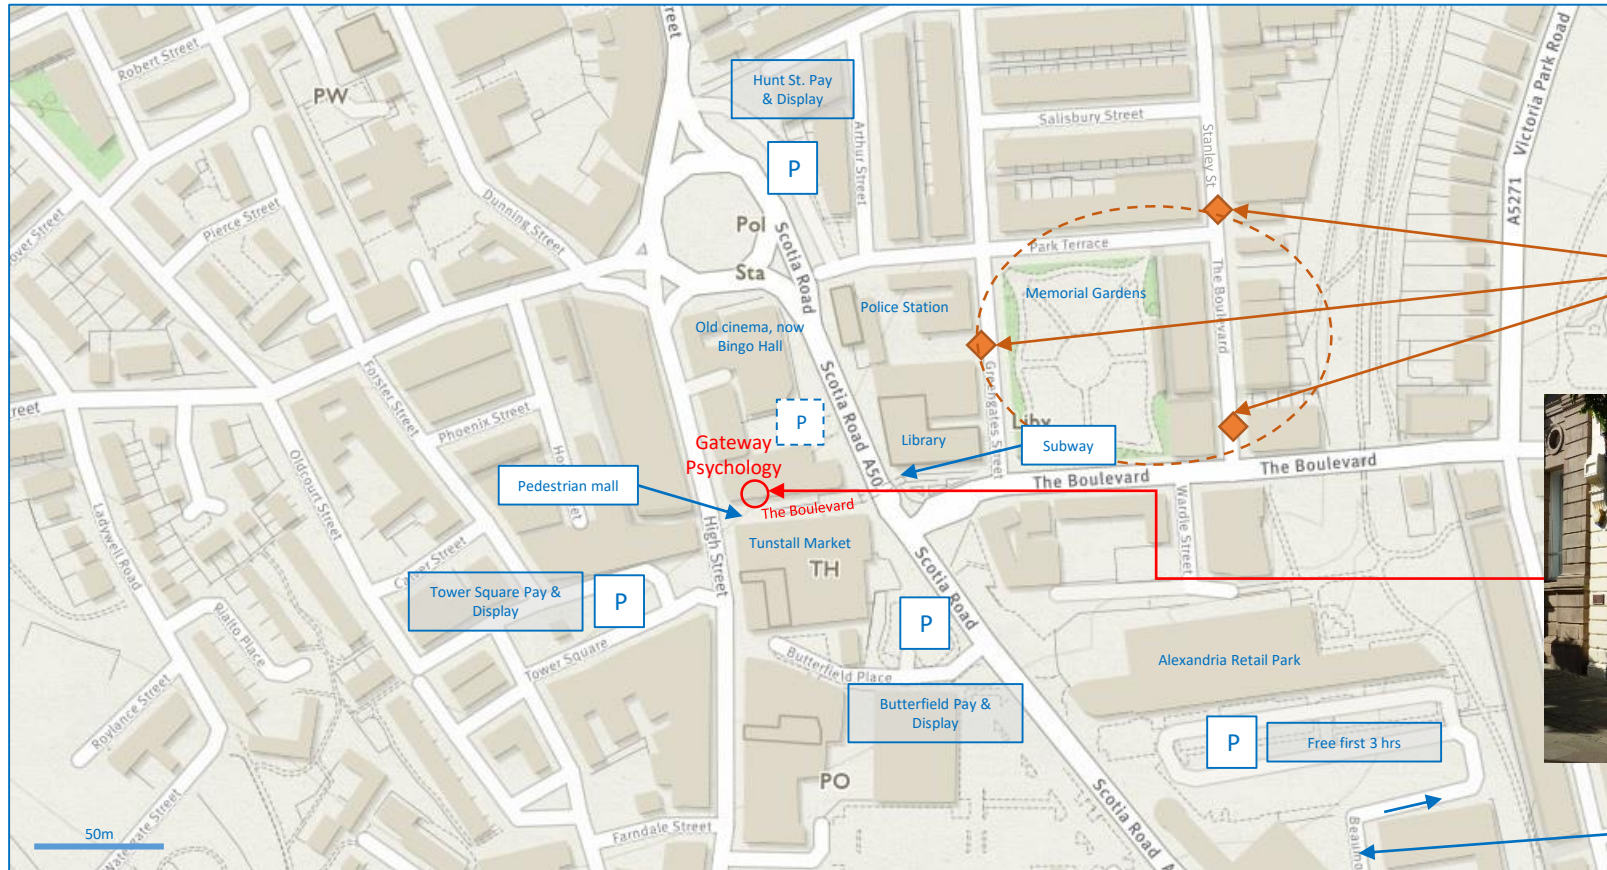 Street
Robert Street
PW
Hunt St. Pay
& Display
P
Arthur Street
Salisbury Street
Stanley St
Victoria Park Road
A5271
Pierce Street
Dunning Street
Pol
Sta
Scotia Road
Park Terrace
Police Station
Memorial Gardens
The Boulevard
Old cinema, now
Bingo Hall
Forster Street
Phoenix Street
P
Scotia Road A50
Greengates Street
Library
Subway
Gateway
Psychology
The Boulevard
The Boulevard
Pedestrian mall
The Boulevard
Oldcourt Street
Ladywell Road
High Street
Wardle Street
Tunstall Market
TH
Calver Street
Tower Square Pay &
Display
P
Scotia Road
P
Rialto Place
Tower Square
Butterfield Place
Alexandria Retail Park
Butterfield Pay &
Display
Roylance Street
P
Free first 3 hrs
PO
Scotia Road A
50m
Farndale Street